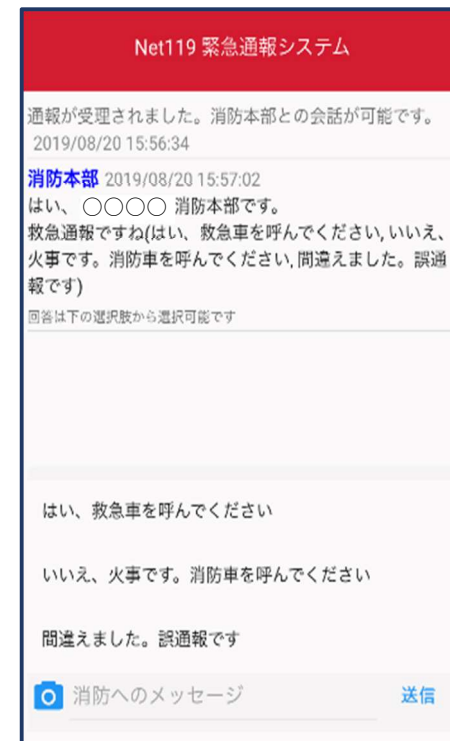 Net119 緊急通報システム
通報が受理されました。消防本部との会話が可能です。
2019/08/20 15:56:34
消防本部 2019/08/20 15:57:02
はい、 〇〇〇〇 消防本部です。
救急通報ですね(はい、救急車を呼んでください, いいえ、
火事です。消防車を呼んでください, 間違えました。誤通
報です)
回答は下の選択肢から選択可能です
はい、救急車を呼んでください
いいえ、火事です。消防車を呼んでください
間違えました。誤通報です
消防へのメッセージ 送信